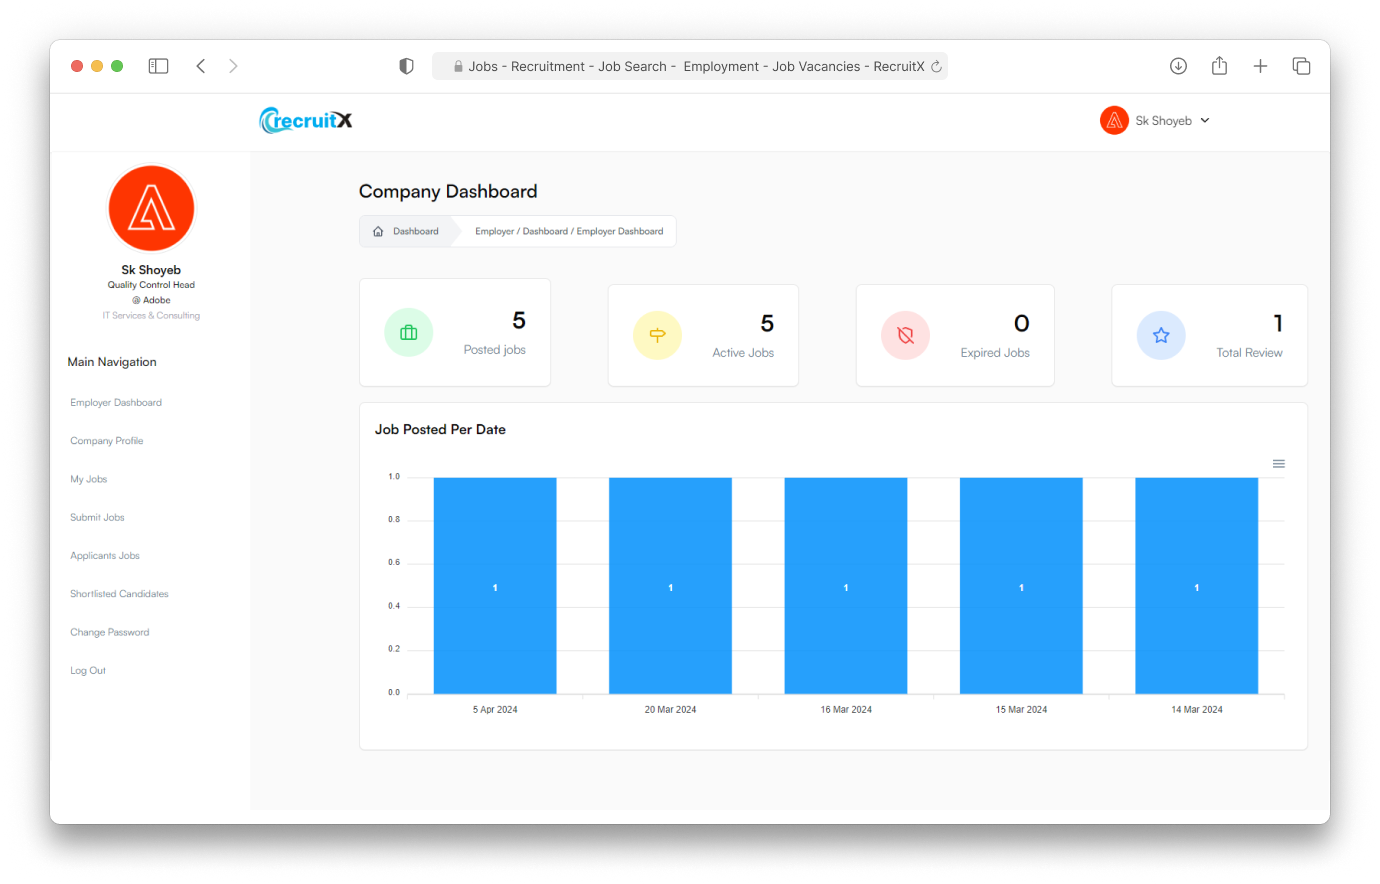 Jobs - Recruitment - Job Search - Employment - Job Vacancies - RecruitX
recruitX
Sk Shoyeb
Sk Shoyeb
Quality Control Head
@ Adobe
IT Services & Consulting
Main Navigation
Employer Dashboard
Company Profile
My Jobs
Submit Jobs
Applicants Jobs
Shortlisted Candidates
Change Password
Log Out
Company Dashboard
Dashboard
Employer / Dashboard / Employer Dashboard
5
Posted jobs
5
Active Jobs
0
Expired Jobs
1
Total Review
Job Posted Per Date
1.0
0.8
0.6
0.4
0.2
0.0
1 1 1 1 1
5 Apr 2024 20 Mar 2024 16 Mar 2024 15 Mar 2024 14 Mar 2024